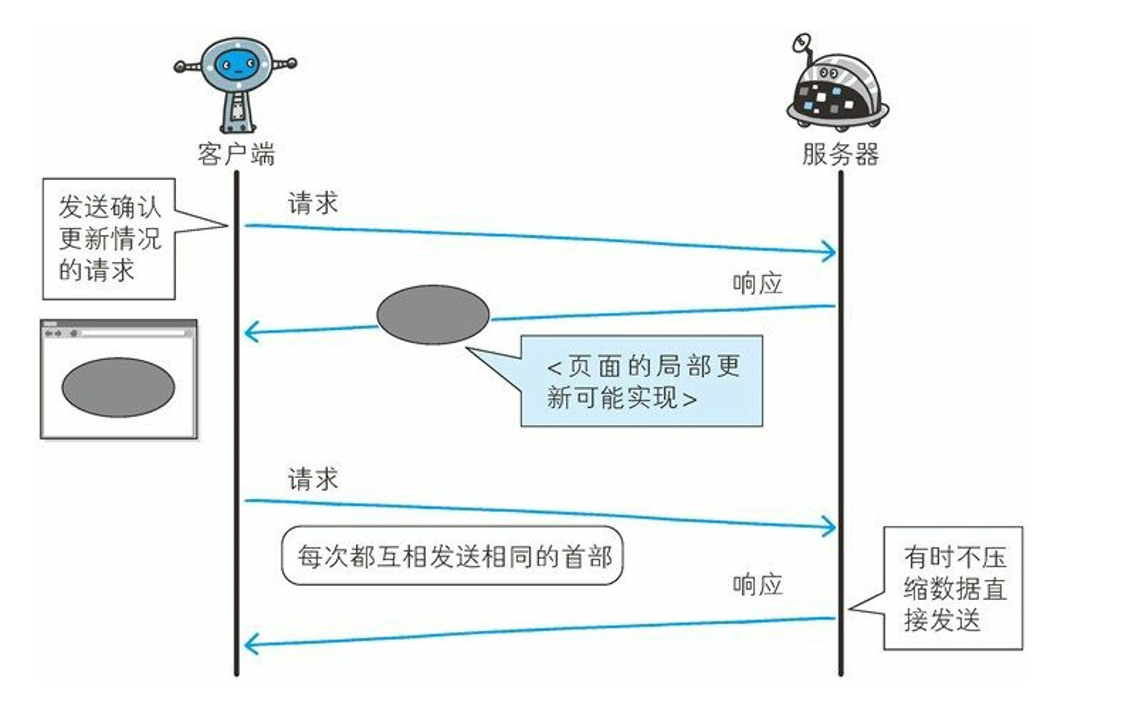 客户端
服务器
发送确认
更新情况
的请求
请求
响应
<页面的局部更
新可能实现>
请求
每次都互相发送相同的首部
响应
有时不压
缩数据直
接发送